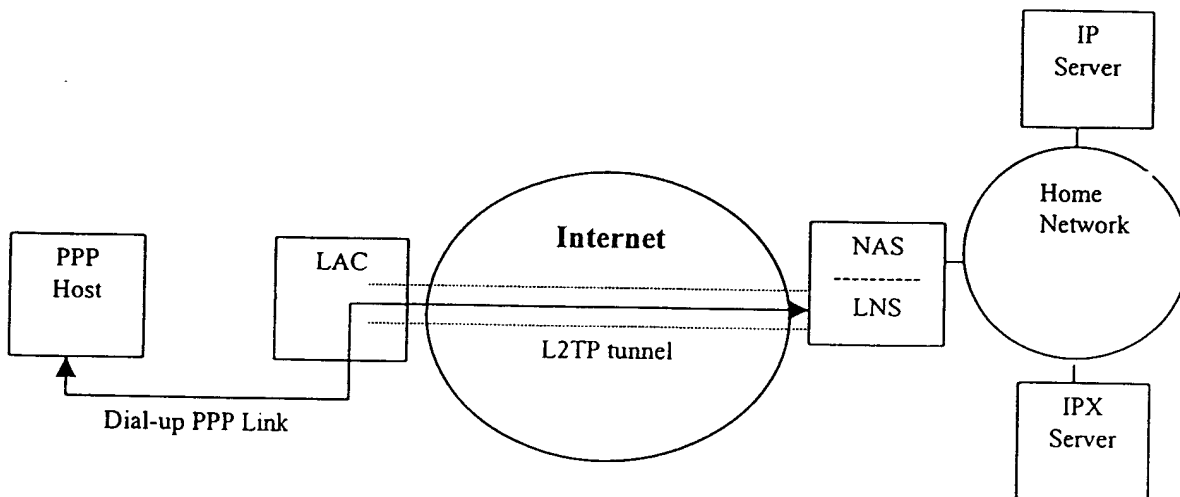 IP
Server
Home
Network
Internet
PPP
Host
LAC
NAS
LNS
L2TP tunnel
Dial-up PPP Link
IPX
Server